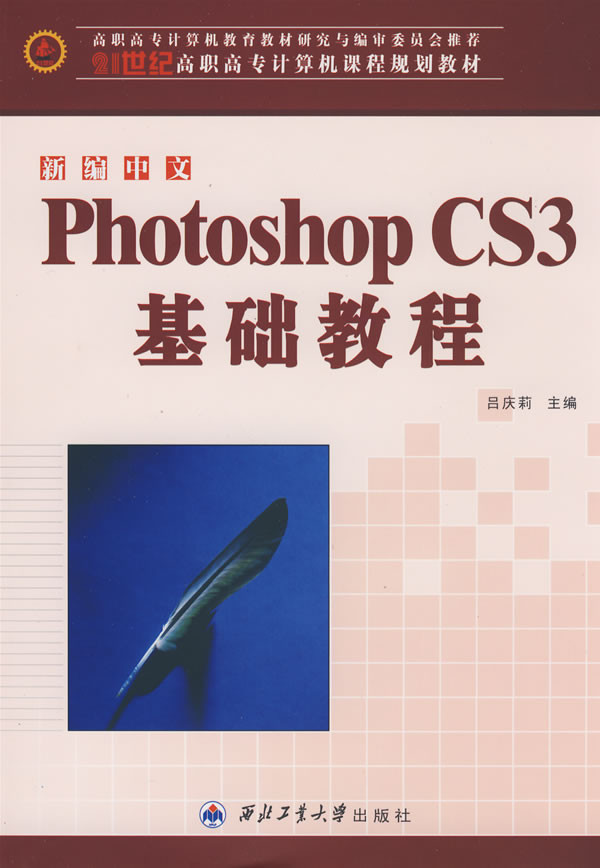 高职高专计算机教育教材研究与编审委员会推荐
21世纪高职高专计算机课程规划教材
新编中文
Photoshop CS3
基础教程
吕庆莉 主编
西北工业大学出版社